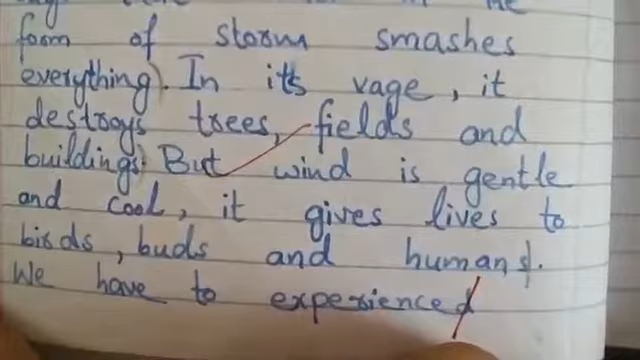 form of storm smashes
everything). In its rage, it
destroys trees, fields and
buildings) But wind is gentle
and cool, it gives lives to
birds, buds and humans.
We have to experienced